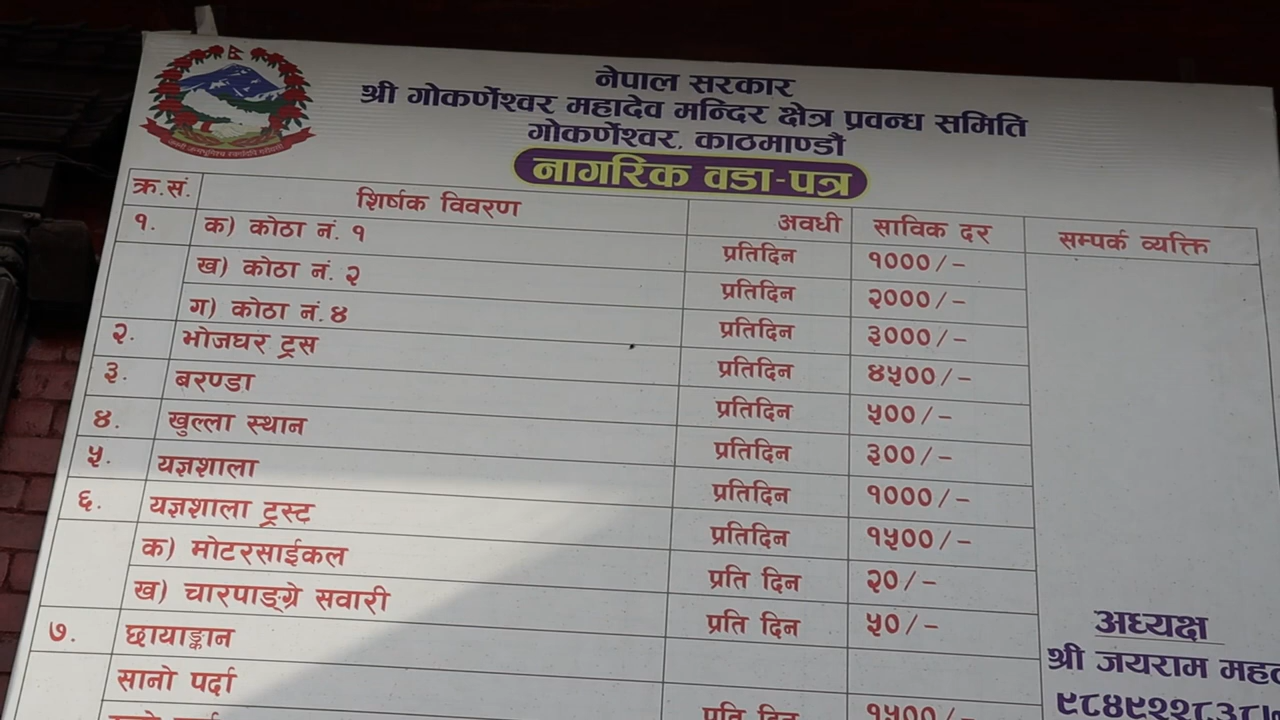 नेपाल सरकार
श्री गोकर्णेश्वर महादेव मन्दिर क्षेत्र प्रवन्ध समिति
गोकर्णेश्वर, काठमाण्डौं
नागरिक वडा-पत्र
क्र.सं. शिर्षक विवरण अवधी साविक दर सम्पर्क व्यक्ति
१. क) कोठा नं. १ प्रतिदिन १०००/-
ख) कोठा नं. २ प्रतिदिन २०००/-
ग) कोठा नं. ४ प्रतिदिन ३०००/-
२. भोजघर ट्रस प्रतिदिन ४५००/-
३. बरण्डा प्रतिदिन ५००/-
४. खुल्ला स्थान प्रतिदिन ३००/-
५. यज्ञशाला प्रतिदिन १०००/-
६. यज्ञशाला ट्रस्ट प्रतिदिन १५००/-
क) मोटरसाईकल प्रति दिन २०/-
ख) चारपाङ्ग्रे सवारी प्रति दिन ५०/-
७. छायाङ्कान
सानो पर्दा प्रति दिन १५००/-
अध्यक्ष
श्री जयराम